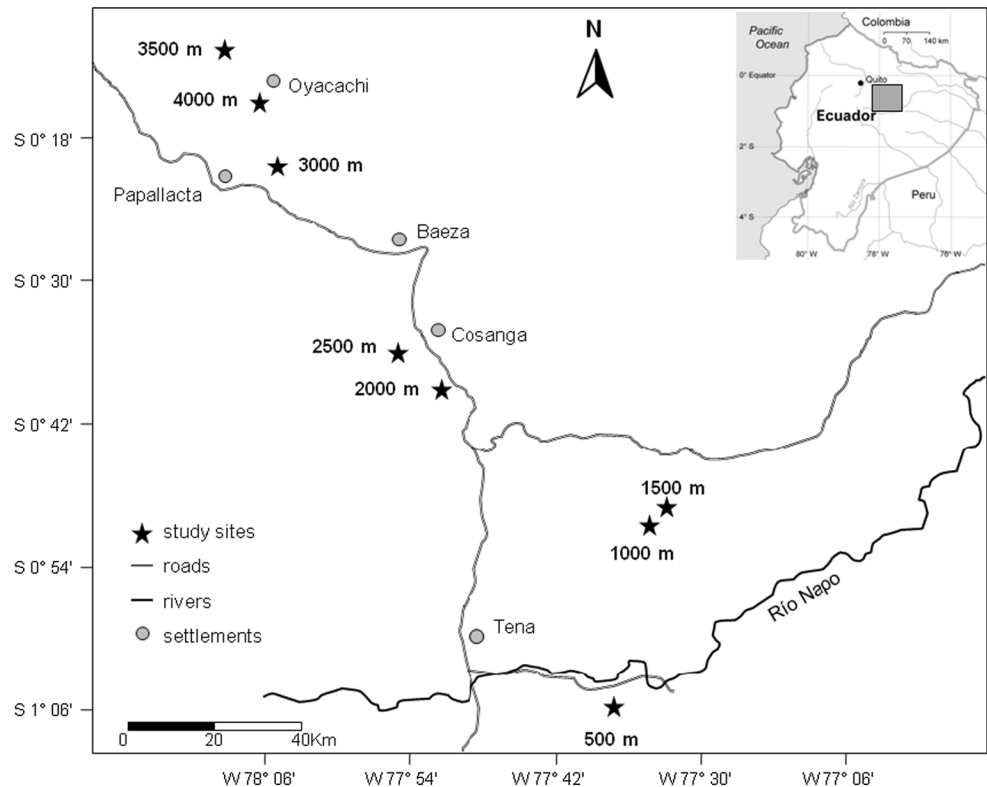 3500 m
Oyacachi
4000 m
3000 m
Papallacta
Baeza
Cosanga
2500 m
2000 m
1500 m
1000 m
Tena
Río Napo
500 m
N
study sites
roads
rivers
settlements
0 20 40Km
S 0° 18'
S 0° 30'
S 0° 42'
S 0° 54'
S 1° 06'
W 78° 06'
W 77° 54'
W 77° 42'
W 77° 30'
W 77° 06'
Pacific
Ocean
Colombia
0 70 140 km
0° Equator
Quito
Ecuador
2° S
Peru
4° S
80° W
78° W
76° W